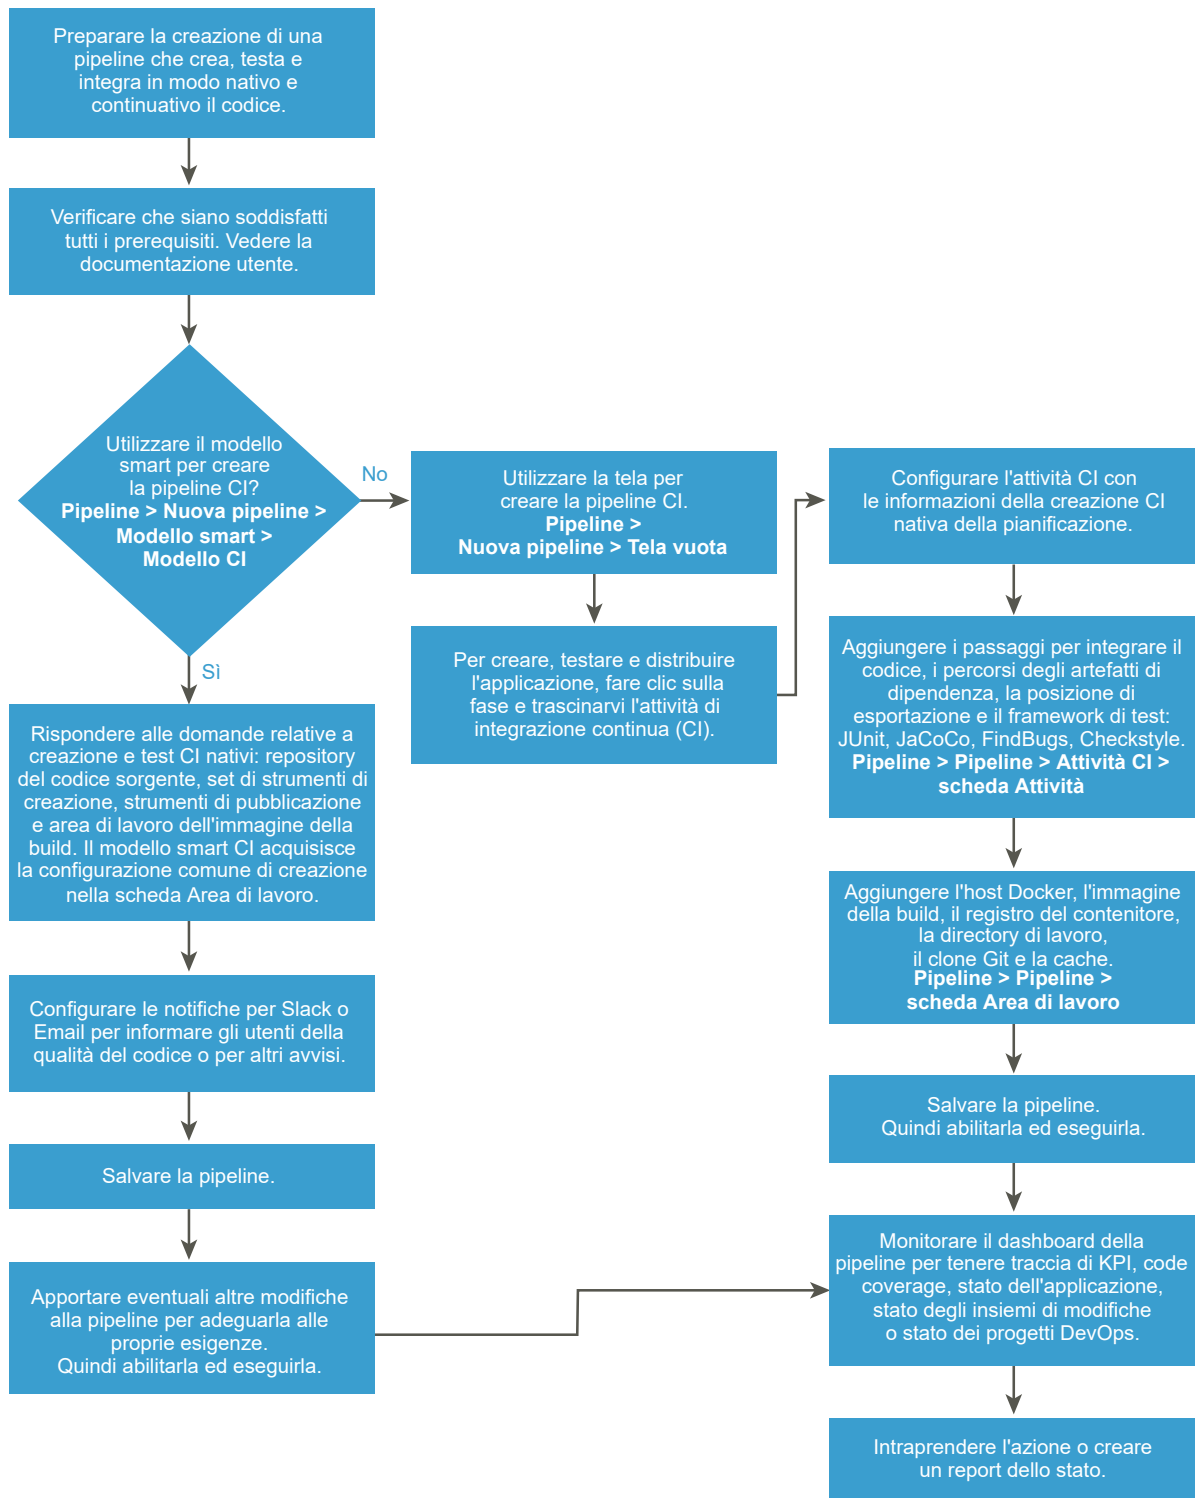 Preparare la creazione di una
pipeline che crea, testa e
integra in modo nativo e
continuativo il codice.
Verificare che siano soddisfatti
tutti i prerequisiti. Vedere la
documentazione utente.
Utilizzare il modello
smart per creare
la pipeline CI?
Pipeline > Nuova pipeline >
Modello smart >
Modello CI
No
Sì
Rispondere alle domande relative a
creazione e test CI nativi: repository
del codice sorgente, set di strumenti di
creazione, strumenti di pubblicazione
e area di lavoro dell'immagine della
build. Il modello smart CI acquisisce
la configurazione comune di creazione
nella scheda Area di lavoro.
Configurare le notifiche per Slack o
Email per informare gli utenti della
qualità del codice o per altri avvisi.
Salvare la pipeline.
Apportare eventuali altre modifiche
alla pipeline per adeguarla alle
proprie esigenze.
Quindi abilitarla ed eseguirla.
Utilizzare la tela per
creare la pipeline CI.
Pipeline >
Nuova pipeline > Tela vuota
Per creare, testare e distribuire
l'applicazione, fare clic sulla
fase e trascinarvi l'attività di
integrazione continua (CI).
Configurare l'attività CI con
le informazioni della creazione CI
nativa della pianificazione.
Aggiungere i passaggi per integrare il
codice, i percorsi degli artefatti di
dipendenza, la posizione di
esportazione e il framework di test:
JUnit, JaCoCo, FindBugs, Checkstyle.
Pipeline > Pipeline > Attività CI >
scheda Attività
Aggiungere l'host Docker, l'immagine
della build, il registro del contenitore,
la directory di lavoro,
il clone Git e la cache.
Pipeline > Pipeline >
scheda Area di lavoro
Salvare la pipeline.
Quindi abilitarla ed eseguirla.
Monitorare il dashboard della
pipeline per tenere traccia di KPI, code
coverage, stato dell'applicazione,
stato degli insiemi di modifiche
o stato dei progetti DevOps.
Intraprendere l'azione o creare
un report dello stato.